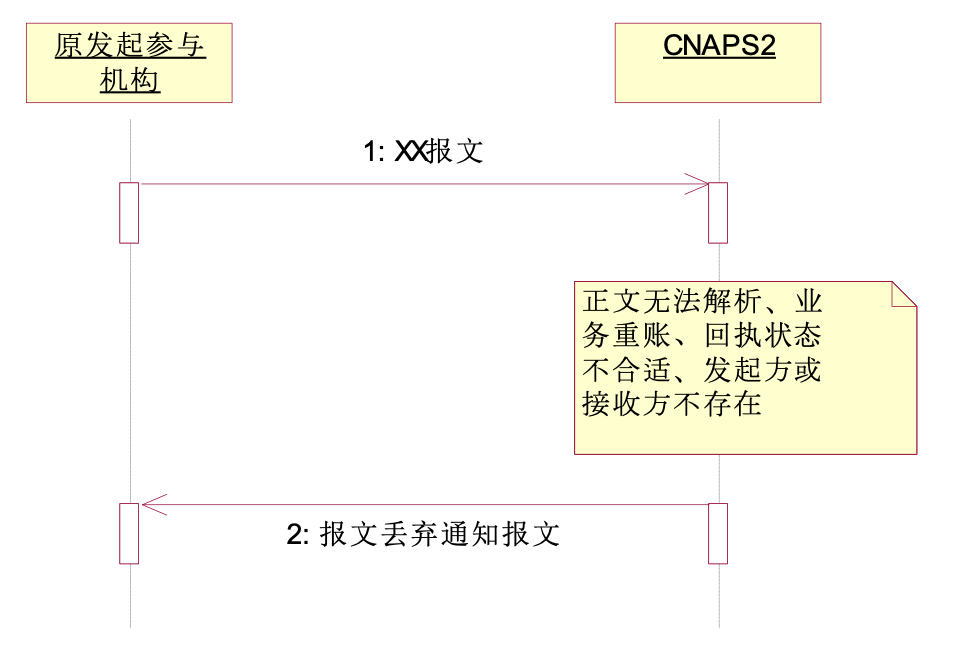 原发起参与
机构
CNAPS2
1: XX报文
正文无法解析、业
务重账、回执状态
不合适、发起方或
接收方不存在
2: 报文丢弃通知报文